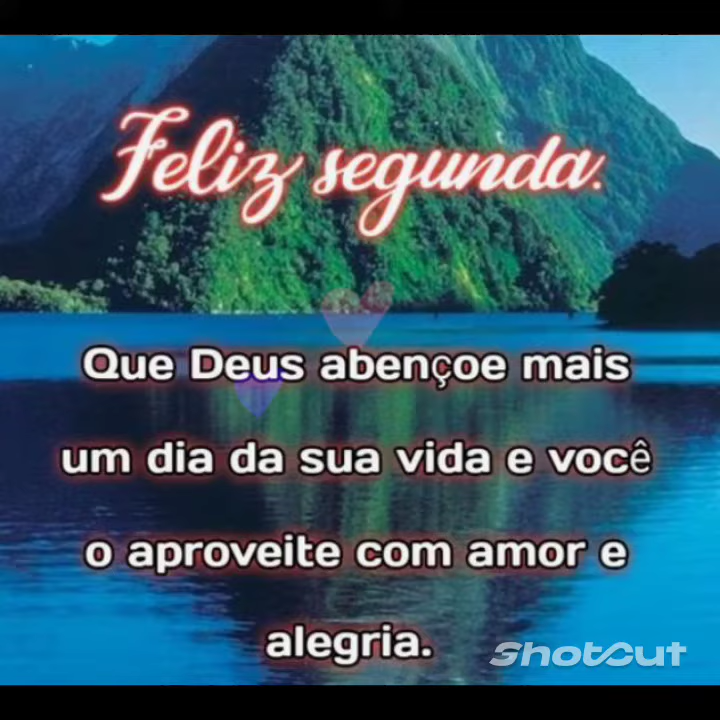 Feliz segunda.
Que Deus abençoe mais
um dia da sua vida e você
o aproveite com amor e
alegria.
ShotCut